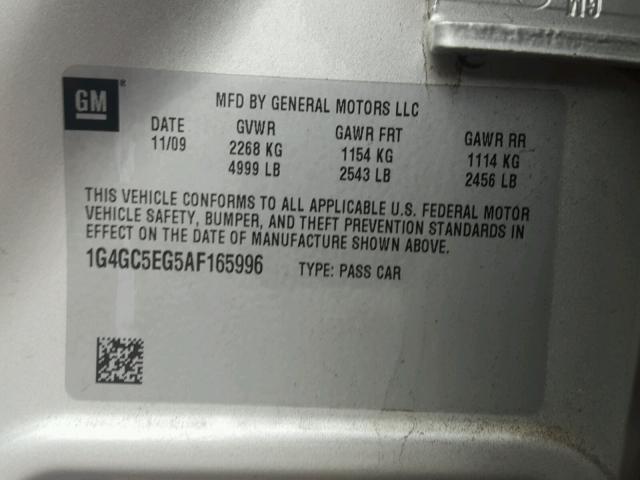 GM ®
MFD BY GENERAL MOTORS LLC
DATE GVWR GAWR FRT GAWR RR
11/09 2268 KG 1154 KG 1114 KG
4999 LB 2543 LB 2456 LB
THIS VEHICLE CONFORMS TO ALL APPLICABLE U.S. FEDERAL MOTOR
VEHICLE SAFETY, BUMPER, AND THEFT PREVENTION STANDARDS IN
EFFECT ON THE DATE OF MANUFACTURE SHOWN ABOVE.
1G4GC5EG5AF165996 TYPE: PASS CAR